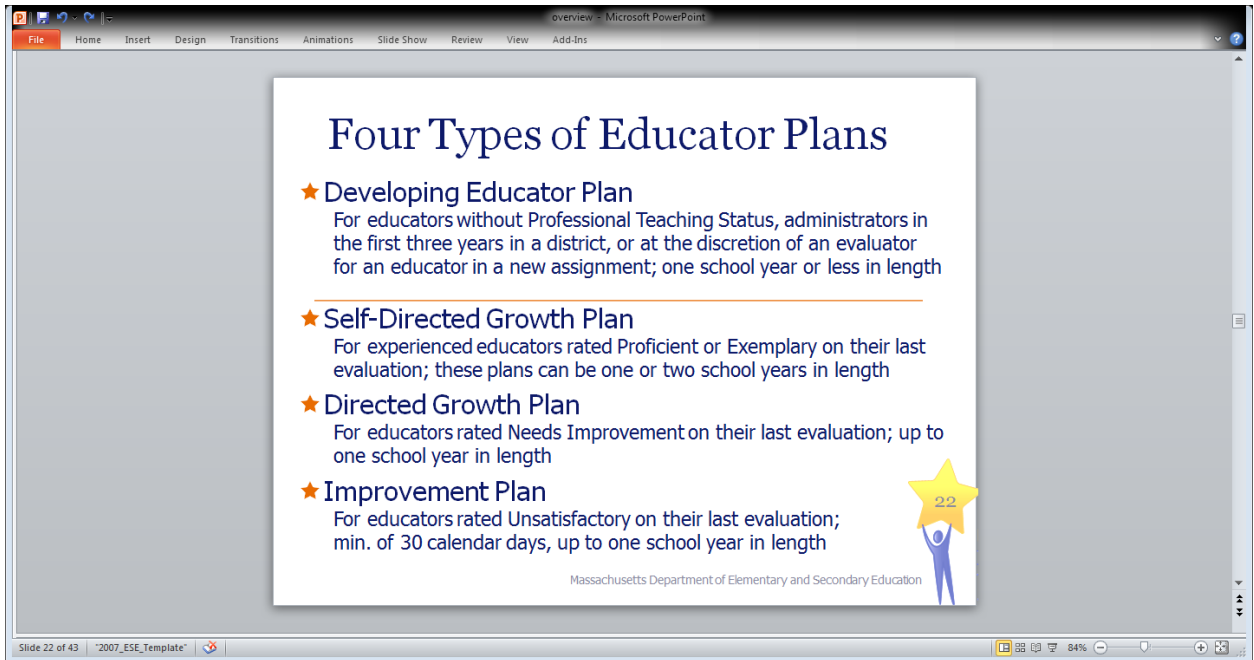 overview - Microsoft PowerPoint
File Home Insert Design Transitions Animations Slide Show Review View Add-Ins
Four Types of Educator Plans
Developing Educator Plan
For educators without Professional Teaching Status, administrators in
the first three years in a district, or at the discretion of an evaluator
for an educator in a new assignment; one school year or less in length
Self-Directed Growth Plan
For experienced educators rated Proficient or Exemplary on their last
evaluation; these plans can be one or two school years in length
Directed Growth Plan
For educators rated Needs Improvement on their last evaluation; up to
one school year in length
Improvement Plan
For educators rated Unsatisfactory on their last evaluation;
min. of 30 calendar days, up to one school year in length
22
Massachusetts Department of Elementary and Secondary Education
Slide 22 of 43 "2007_ESE_Template" 84%